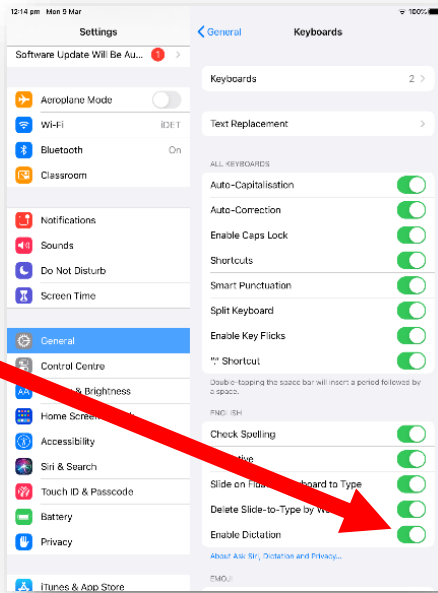 12:14 pm Mon 9 Mar
100%
Settings
Software Update Will Be Au...
1
Aeroplane Mode
Wi-Fi
iDET
Bluetooth
On
Classroom
Notifications
Sounds
Do Not Disturb
Screen Time
General
Control Centre
AA & Brightness
Home Screen
Accessibility
Siri & Search
Touch ID & Passcode
Battery
Privacy
iTunes & App Store
General
Keyboards
Keyboards
2
Text Replacement
ALL KEYBOARDS
Auto-Capitalisation
Auto-Correction
Enable Caps Lock
Shortcuts
Smart Punctuation
Split Keyboard
Enable Key Flicks
"." Shortcut
Double-tapping the space bar will insert a period followed by
a space.
ENGLISH
Check Spelling
Slide on to Type
Delete Slide-to-Type by
Enable Dictation
About Ask Siri, Dictation and Privacy...
EMOJI